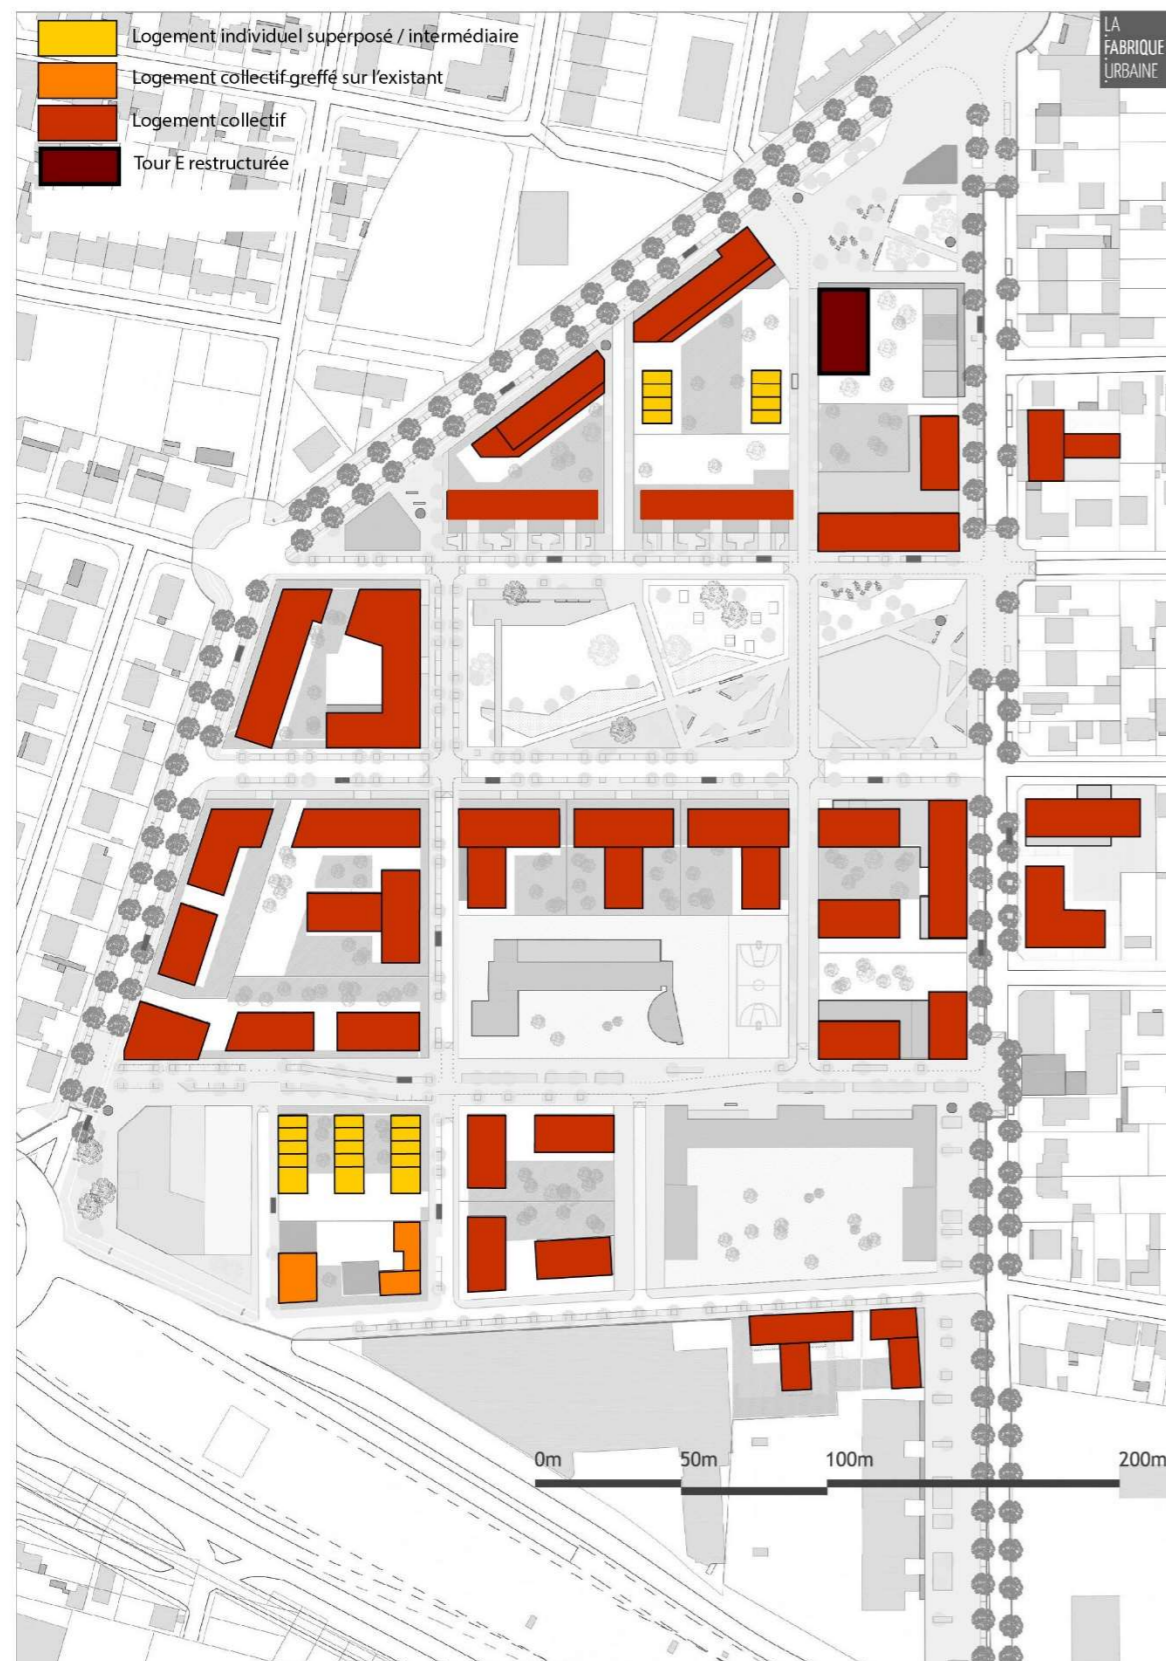 Logement individuel superposé / intermédiaire
Logement collectif greffé sur l'existant
Logement collectif
Tour E restructurée
LA
FABRIQUE
URBAINE
0m 50m 100m 200m